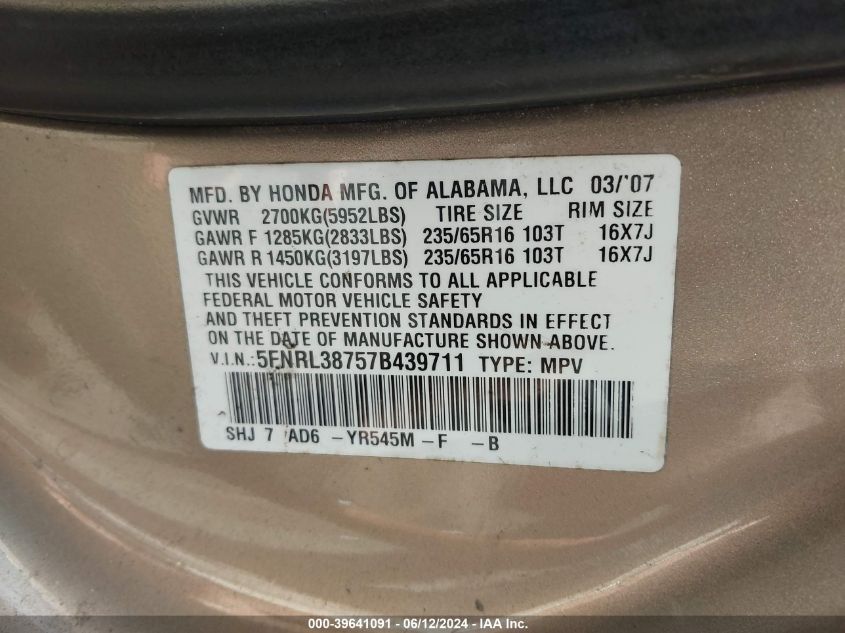 MFD. BY HONDA MFG. OF ALABAMA, LLC 03/'07
GVWR 2700KG(5952LBS) TIRE SIZE RIM SIZE
GAWR F 1285KG(2833LBS) 235/65R16 103T 16X7J
GAWR R 1450KG(3197LBS) 235/65R16 103T 16X7J
THIS VEHICLE CONFORMS TO ALL APPLICABLE
FEDERAL MOTOR VEHICLE SAFETY
AND THEFT PREVENTION STANDARDS IN EFFECT
ON THE DATE OF MANUFACTURE SHOWN ABOVE.
V.I.N.: 5FNRL38757B439711 TYPE: MPV
SHJ 7 AD6 -YR545M -F -B
000-39641091 - 06/12/2024 - IAA Inc.